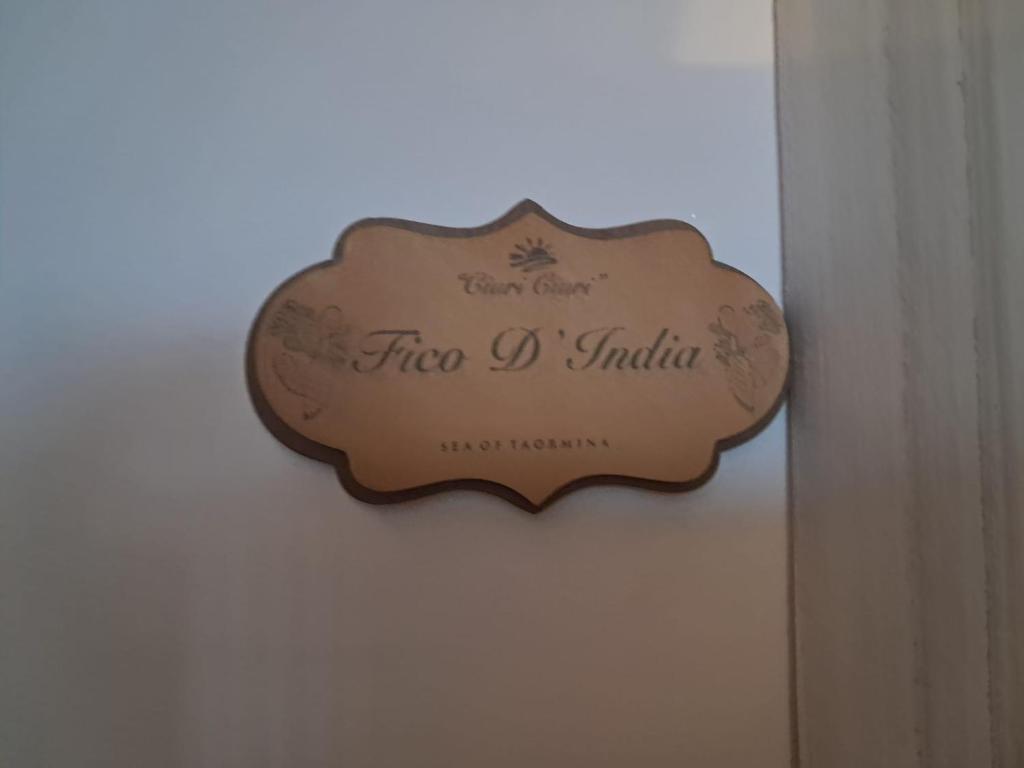 "Ciuri Ciuri"
Fico D'India
SEA OF TAORMINA